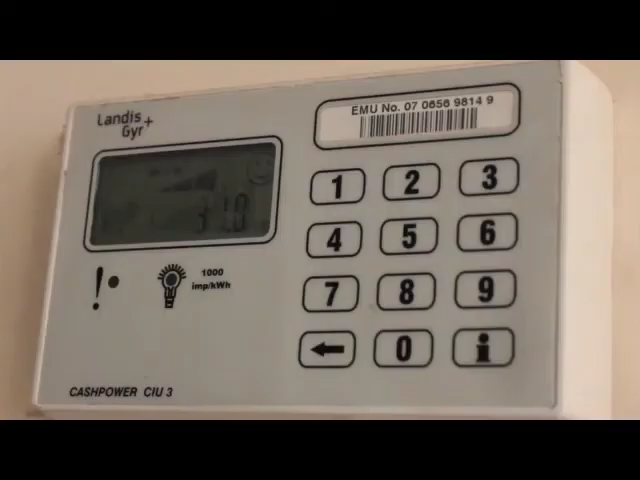 Landis
Gyr+
EMU No. 07 0656 9814 9
1 2 3
4 5 6
7 8 9
0 i
!
1000
imp/kWh
CASHPOWER CIU 3